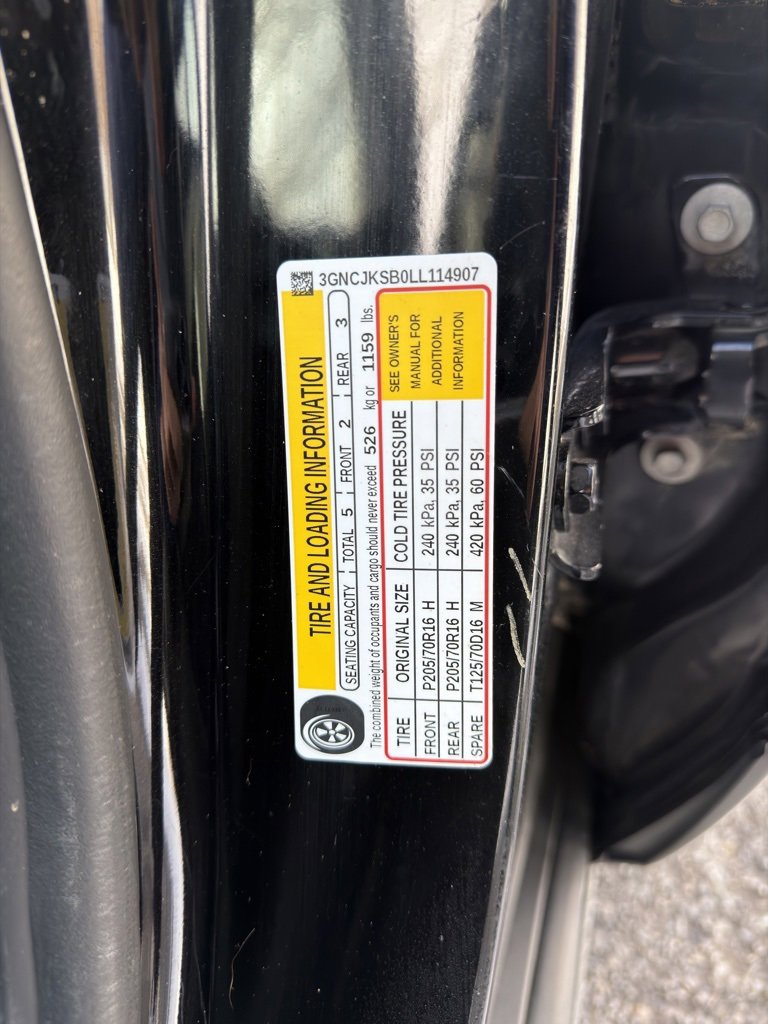 3GNCJKSB0LL114907
TIRE AND LOADING INFORMATION
SEATING CAPACITY TOTAL 5 FRONT 2 REAR 3
The combined weight of occupants and cargo should never exceed 526 kg or 1159 lbs.
TIRE ORIGINAL SIZE COLD TIRE PRESSURE
FRONT P205/70R16 H 240 kPa, 35 PSI
REAR P205/70R16 H 240 kPa, 35 PSI
SPARE T125/70D16 M 420 kPa, 60 PSI
SEE OWNER'S
MANUAL FOR
ADDITIONAL
INFORMATION